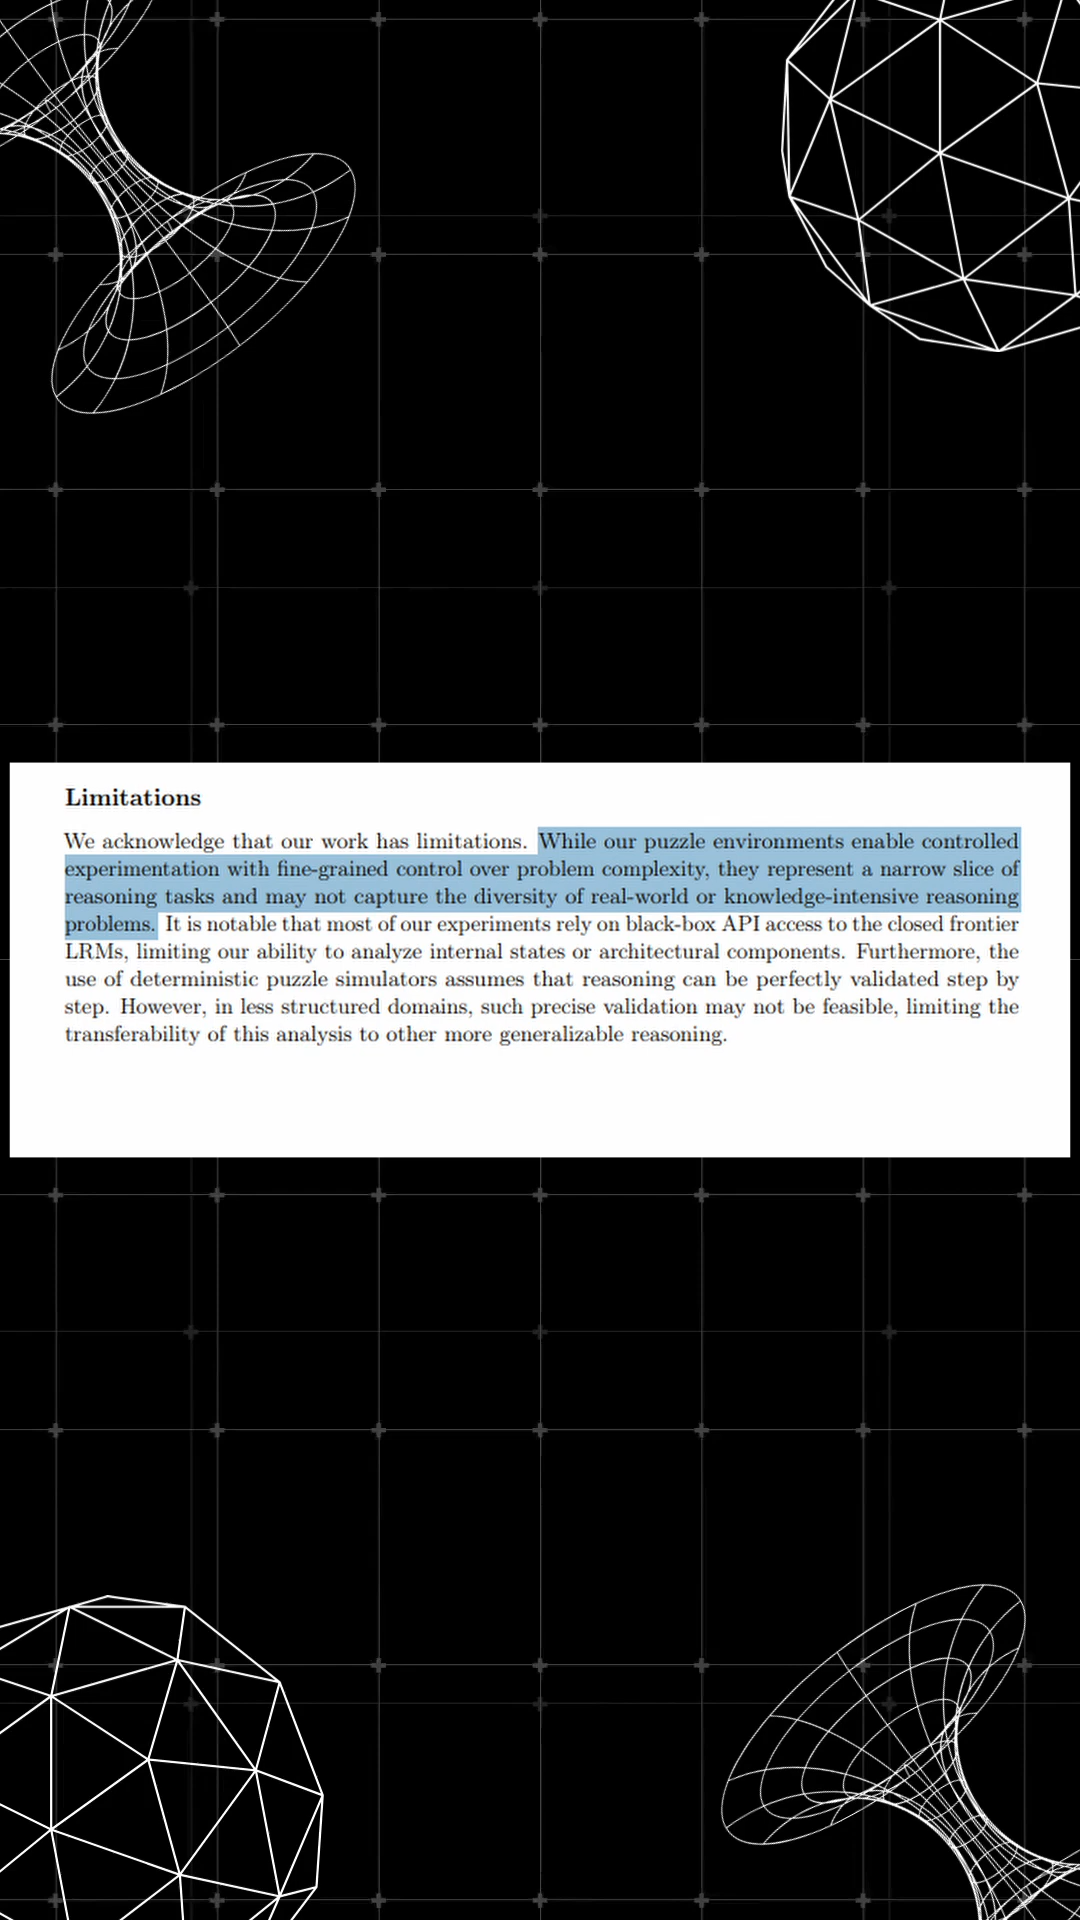 Limitations
We acknowledge that our work has limitations. While our puzzle environments enable controlled
experimentation with fine-grained control over problem complexity, they represent a narrow slice of
reasoning tasks and may not capture the diversity of real-world or knowledge-intensive reasoning
problems. It is notable that most of our experiments rely on black-box API access to the closed frontier
LRMs, limiting our ability to analyze internal states or architectural components. Furthermore, the
use of deterministic puzzle simulators assumes that reasoning can be perfectly validated step by
step. However, in less structured domains, such precise validation may not be feasible, limiting the
transferability of this analysis to other more generalizable reasoning.